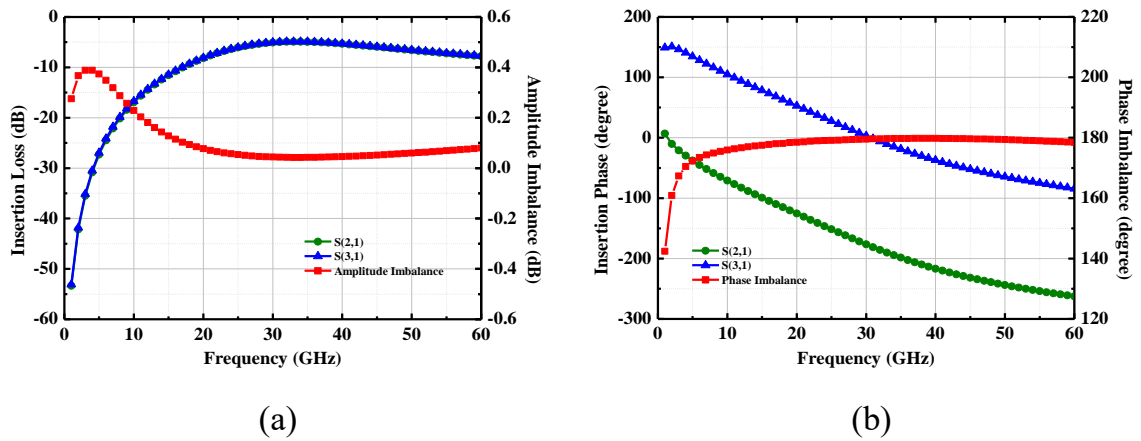 0
-10
-20
-30
-40
-50
-60
0.6
0.4
0.2
0.0
0.2
-0.4
-0.6
0 10 20 30 40 50 60
Insertion Loss (dB)
Amplitude Imbalance (dB)
Frequency (GHz)
S(2,1)
S(3,1)
Amplitude Imbalance
(a)
200
150
100
0
-100
-200
-300
220
200
180
160
140
120
0 10 20 30 40 50 60
Insertion Phase (degree)
Phase Imbalance (degree)
Frequency (GHz)
S(2,1)
S(3,1)
Phase Imbalance
(b)